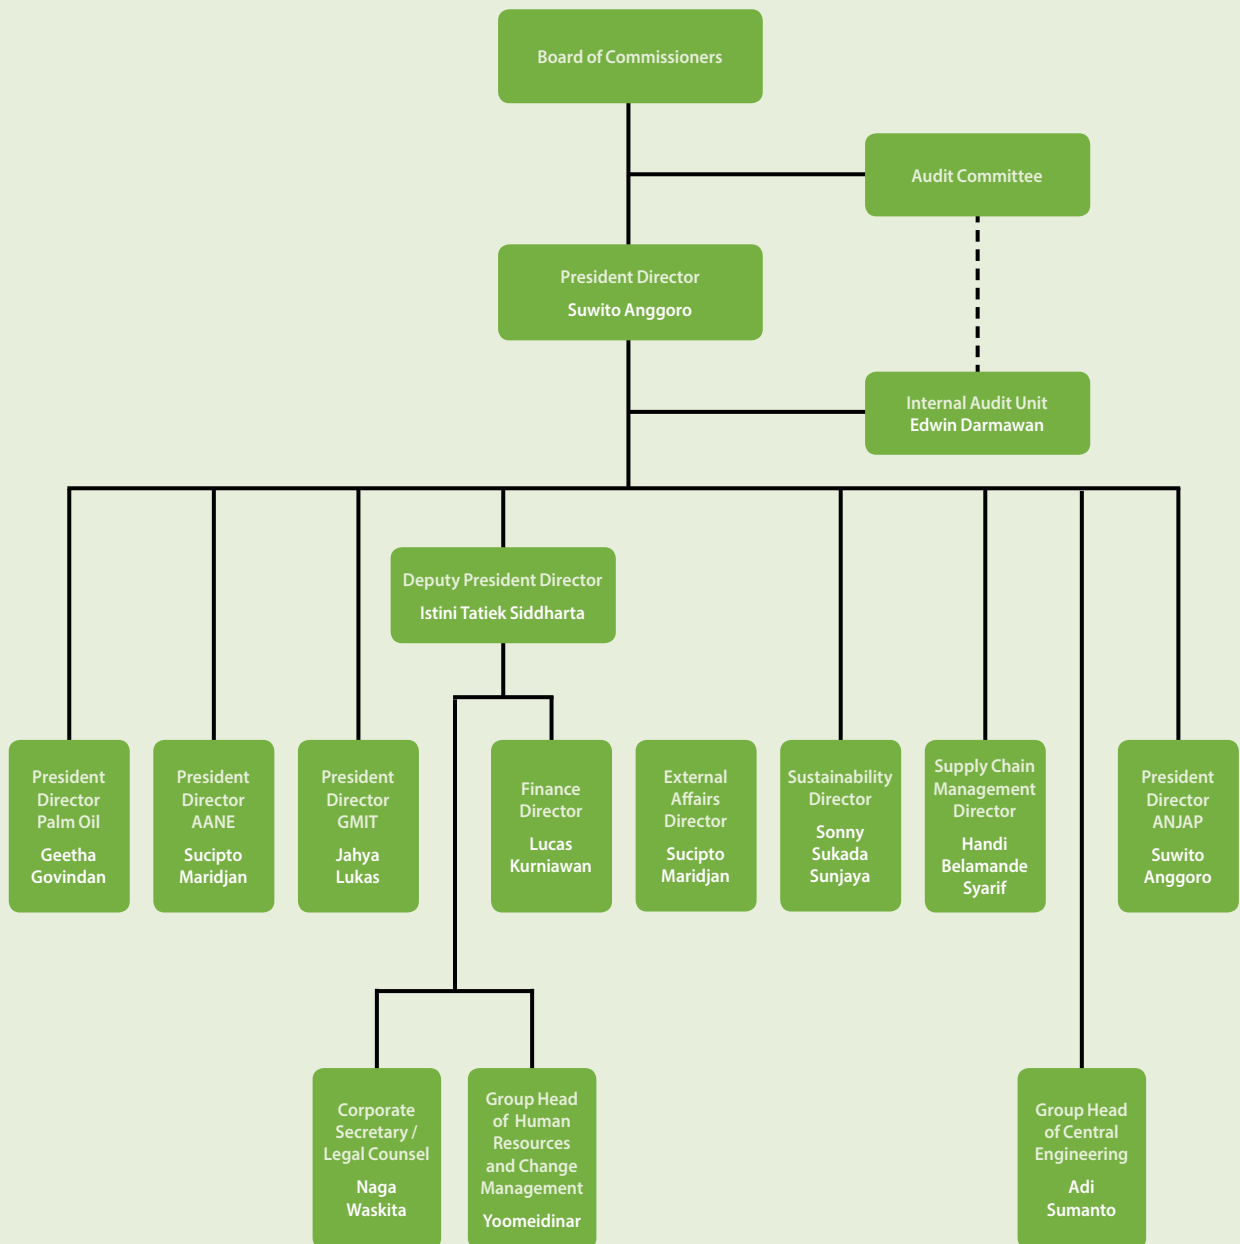 Board of Commissioners
Audit Committee
President Director
Suwito Anggoro
Internal Audit Unit
Edwin Darmawan
Deputy President Director
Istini Tatiek Siddharta
President
Director
Palm Oil
Geetha
Govindan
President
Director
AANE
Sucipto
Maridjan
President
Director
GMIT
Jahya
Lukas
Finance
Director
Lucas
Kurniawan
External
Affairs
Director
Sucipto
Maridjan
Sustainability
Director
Sonny
Sukada
Sunjaya
Supply Chain
Management
Director
Handi
Belamande
Syarif
President
Director
ANJAP
Suwito
Anggoro
Corporate
Secretary /
Legal Counsel
Naga
Waskita
Group Head
of Human
Resources
and Change
Management
Yoomeidinar
Group Head
of Central
Engineering
Adi
Sumanto